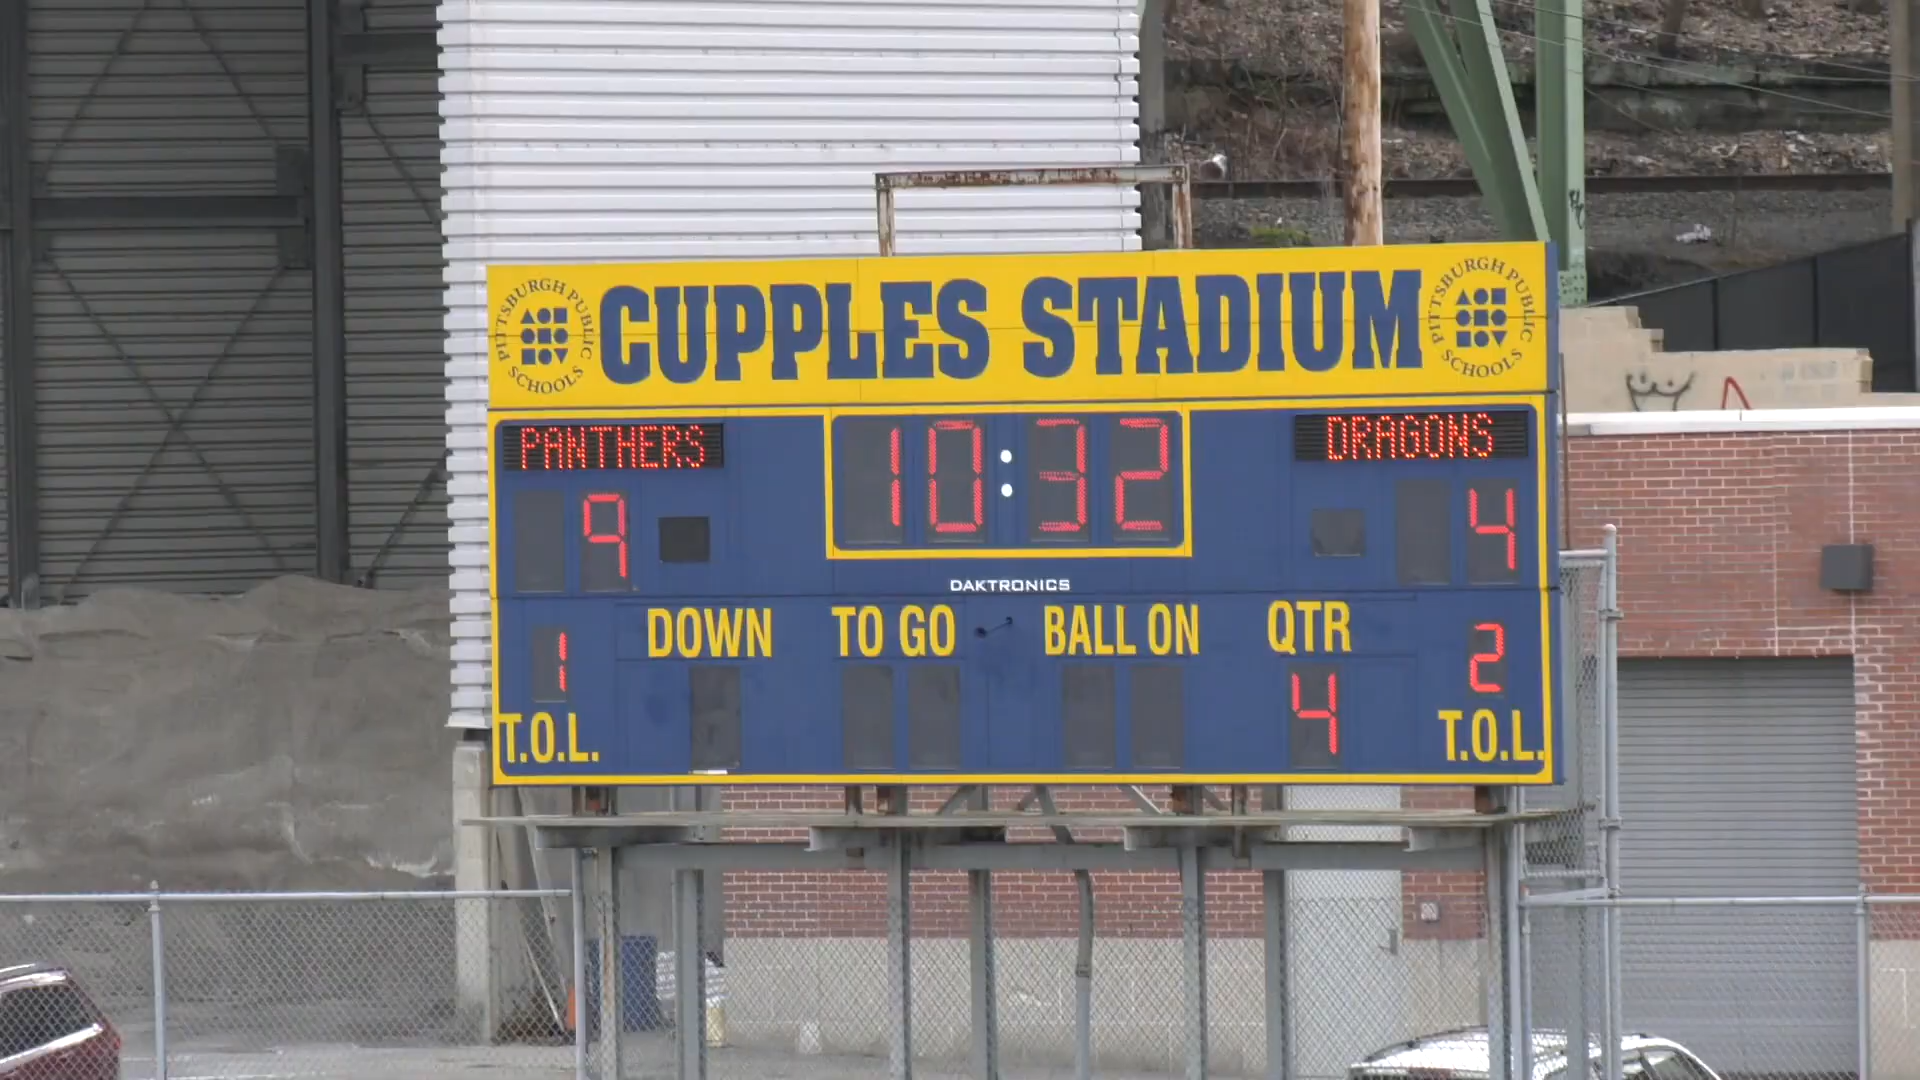 PITTSBURGH PUBLIC SCHOOLS
CUPPLES STADIUM
PITTSBURGH PUBLIC SCHOOLS
PANTHERS
10:32
DRAGONS
9
4
DAKTRONICS
DOWN TO GO BALL ON QTR
1
2
4
T.O.L.
T.O.L.